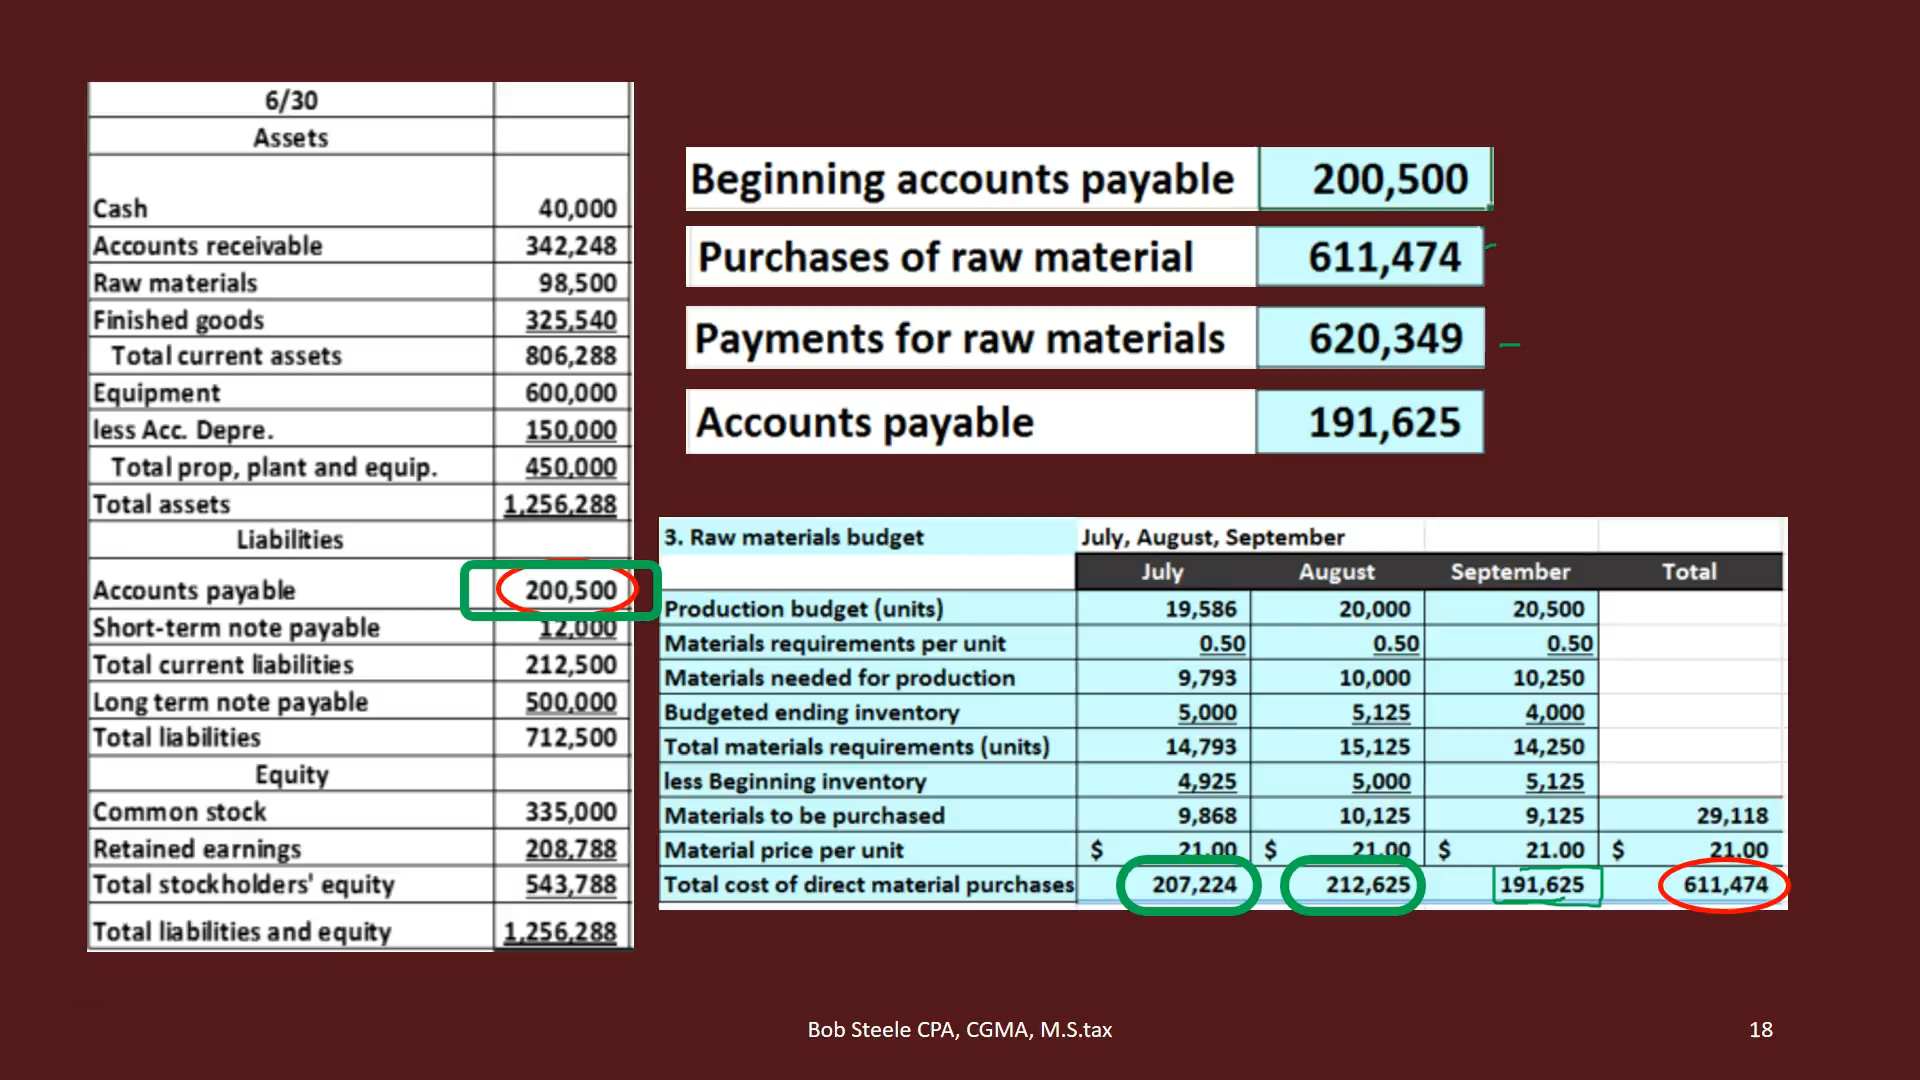 6/30
Assets
Cash 40,000
Accounts receivable 342,248
Raw materials 98,500
Finished goods 325,540
Total current assets 806,288
Equipment 600,000
less Acc. Depre. 150,000
Total prop, plant and equip. 450,000
Total assets 1,256,288
Liabilities
Accounts payable 200,500
Short-term note payable 12,000
Total current liabilities 212,500
Long term note payable 500,000
Total liabilities 712,500
Equity
Common stock 335,000
Retained earnings 208,788
Total stockholders' equity 543,788
Total liabilities and equity 1,256,288
Beginning accounts payable 200,500
Purchases of raw material 611,474
Payments for raw materials 620,349
Accounts payable 191,625
3. Raw materials budget July, August, September
July August September Total
Production budget (units) 19,586 20,000 20,500
Materials requirements per unit 0.50 0.50 0.50
Materials needed for production 9,793 10,000 10,250
Budgeted ending inventory 5,000 5,125 4,000
Total materials requirements (units) 14,793 15,125 14,250
less Beginning inventory 4,925 5,000 5,125
Materials to be purchased 9,868 10,125 9,125 29,118
Material price per unit $ 21.00 $ 21.00 $ 21.00 $ 21.00
Total cost of direct material purchases 207,224 212,625 191,625 611,474
Bob Steele CPA, CGMA, M.S.tax
18